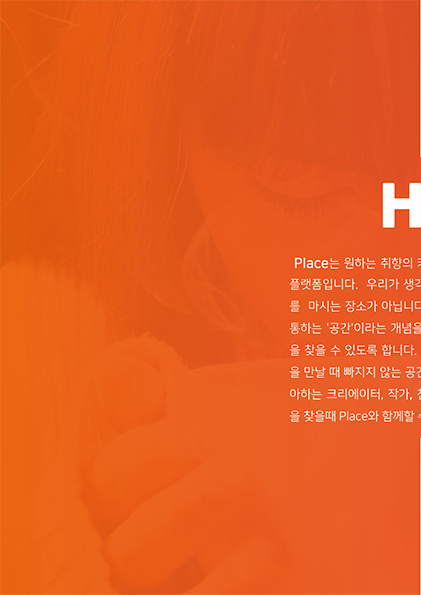 H
Place는 원하는 취향의
플랫폼입니다. 우리가 생각
를 마시는 장소가 아닙니다
통하는 '공간'이라는 개념을
을 찾을 수 있도록 합니다.
을 만날 때 빠지지 않는 공간
아하는 크리에이터, 작가,
을 찾을때 Place와 함께할